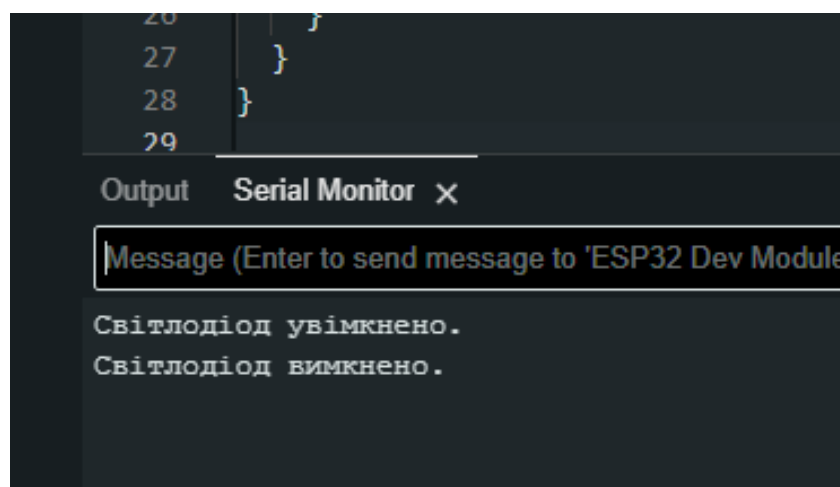 26 }
27 }
28 }
29
Output Serial Monitor ×
Message (Enter to send message to 'ESP32 Dev Module
Світлодіод увімкнено.
Світлодіод вимкнено.